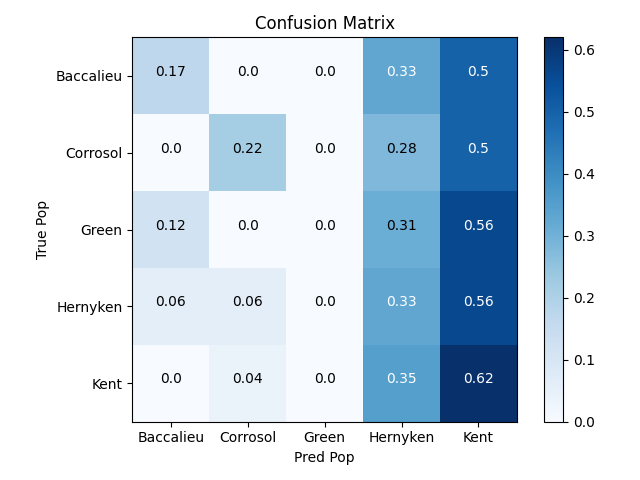 Confusion Matrix
True Pop
Baccalieu 0.17 0.0 0.0 0.33 0.5
Corrosol 0.0 0.22 0.0 0.28 0.5
Green 0.12 0.0 0.0 0.31 0.56
Hernyken 0.06 0.06 0.0 0.33 0.56
Kent 0.0 0.04 0.0 0.35 0.62
Baccalieu Corrosol Green Hernyken Kent
Pred Pop
0.6
0.5
0.4
0.3
0.2
0.1
0.0